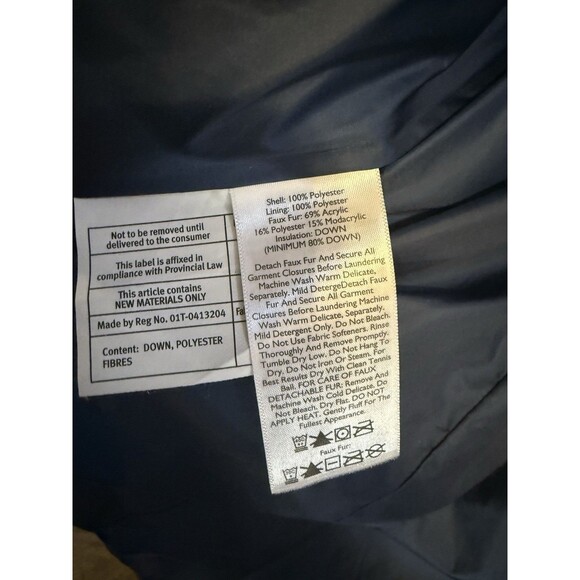 Not to be removed until
delivered to the consumer
This label is affixed in
compliance with Provincial Law
This article contains
NEW MATERIALS ONLY
Made by Reg No. 01T-0413204
Content: DOWN, POLYESTER
FIBRES
Shell: 100% Polyester
Lining: 100% Polyester
Faux Fur: 69% Acrylic
16% Polyester 15% Modacrylic
Insulation: DOWN
(MINIMUM 80% DOWN)
Detach Faux Fur And Secure All
Garment Closures Before Laundering
Machine Wash Warm Delicate,
Separately. Mild DetergeDetach Faux
Fur And Secure All Garment
Closures Before Laundering Machine
Wash Warm Delicate, Separately.
Mild Detergent Only. Do Not Bleach.
Do Not Use Fabric Softeners. Rinse
Thoroughly And Remove Promptly.
Tumble Dry Low. Do Not Hang To
Dry. Do Not Iron Or Steam. For
Best Results Dry With Clean Tennis
Ball. FOR CARE OF FAUX
DETACHABLE FUR: Remove And
Machine Wash Cold Delicate. Do
Not Bleach. Dry Flat. DO NOT
APPLY HEAT. Gently Fluff For The
Fullest Appearance.
Faux Fur: